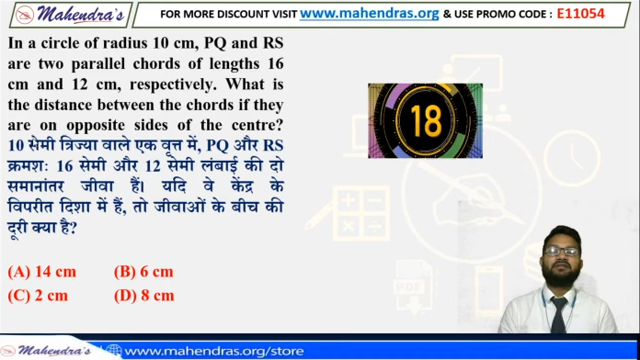 Mahendra's
FOR MORE DISCOUNT VISIT www.mahendras.org & USE PROMO CODE : E11054
In a circle of radius 10 cm, PQ and RS
are two parallel chords of lengths 16
cm and 12 cm, respectively. What is
the distance between the chords if they
are on opposite sides of the centre?
10 सेमी त्रिज्या वाले एक वृत्त में, PQ और RS
क्रमशः 16 सेमी और 12 सेमी लंबाई की दो
समानांतर जीवा हैं। यदि वे केंद्र के
विपरीत दिशा में हैं, तो जीवाओं के बीच की
दूरी क्या है?
18
(A) 14 cm (B) 6 cm
(C) 2 cm (D) 8 cm
PDF
Mahendra's www.mahendras.org/store